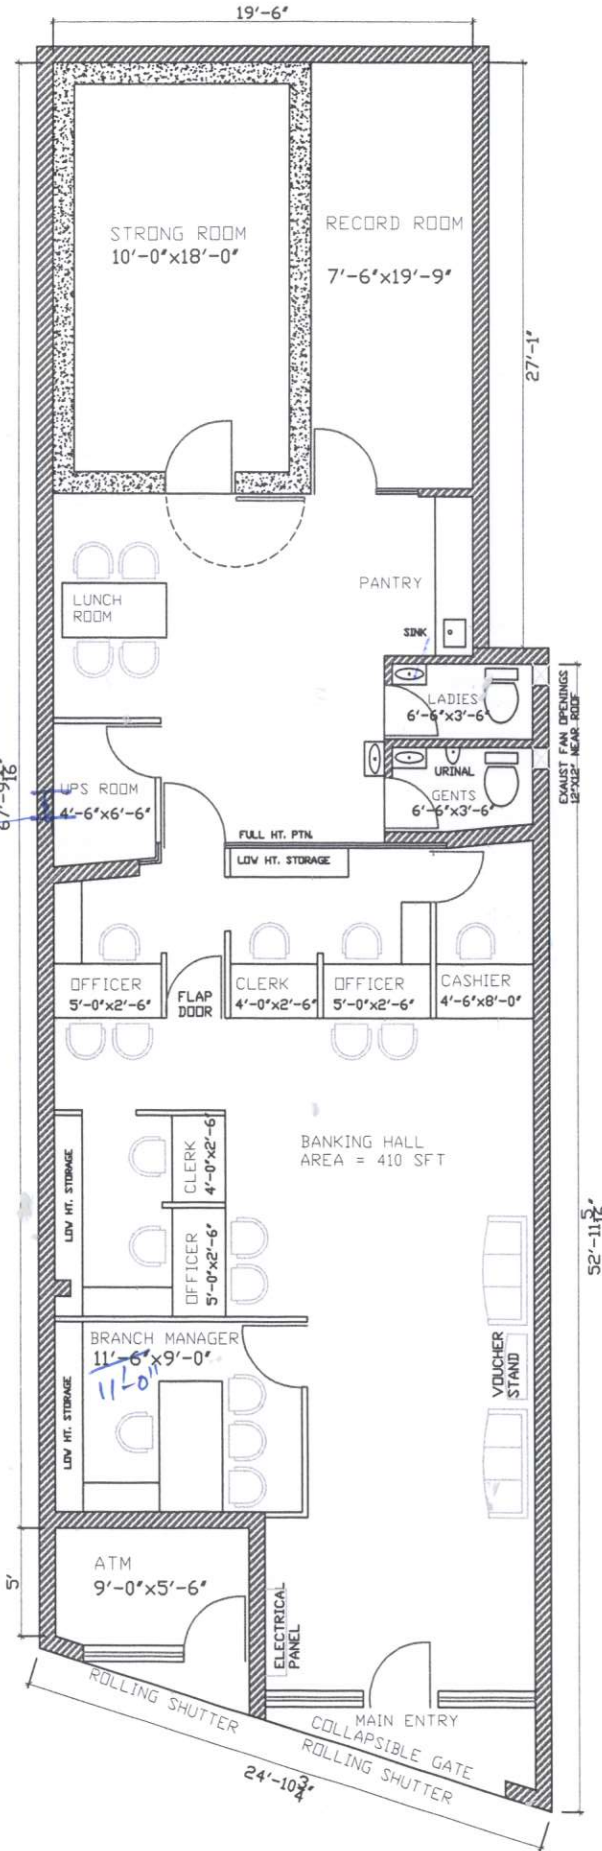 19'-6"
STRONG ROOM
10'-0"x18'-0"
RECORD ROOM
7'-6"x19'-9"
27'-1"
LUNCH
ROOM
PANTRY
SINK
LADIES
6'-6"x3'-6"
EXAUST FAN OPENINGS
12"X12" NEAR ROOF
URINAL
GENTS
6'-6"x3'-6"
UPS ROOM
4'-6"x6'-6"
FULL HT. PTN.
LOW HT. STORAGE
OFFICER
5'-0"x2'-6"
FLAP
DOOR
CLERK
4'-0"x2'-6"
OFFICER
5'-0"x2'-6"
CASHIER
4'-6"x8'-0"
BANKING HALL
AREA = 410 SFT
LOW HT. STORAGE
CLERK
4'-0"x2'-6"
OFFICER
5'-0"x2'-6"
BRANCH MANAGER
11'-6"x9'-0"
11'-0"
LOW HT. STORAGE
VOUCHER
STAND
5'
ATM
9'-0"x5'-6"
ELECTRICAL
PANEL
ROLLING SHUTTER
MAIN ENTRY
COLLAPSIBLE GATE
ROLLING SHUTTER
24'-10 3/4"